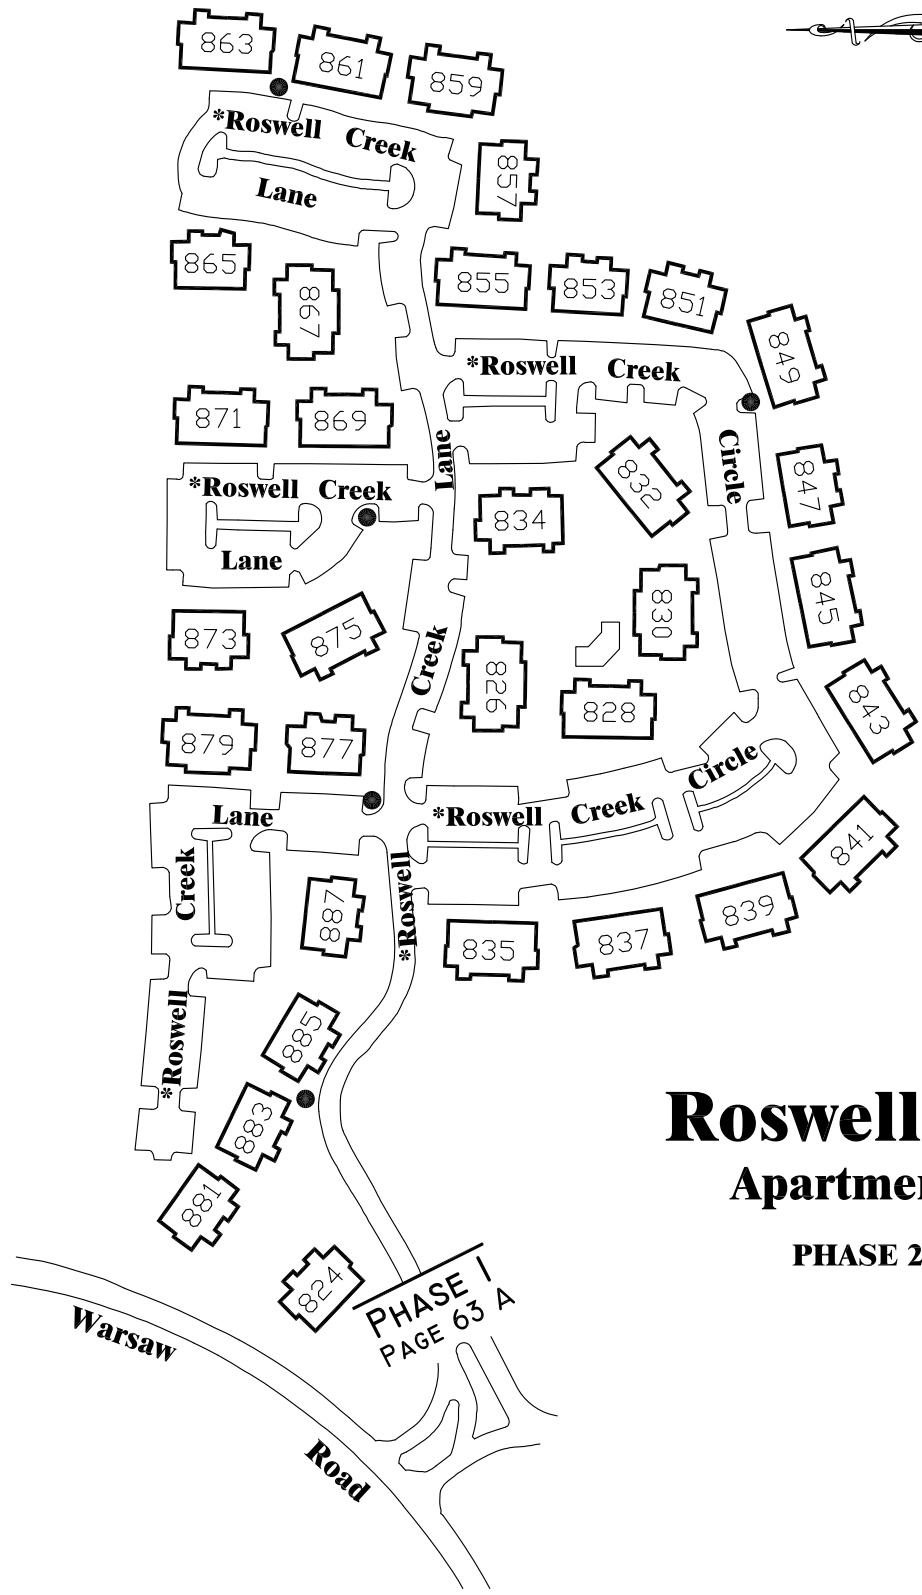 863
861
859
*Roswell Creek
Lane
857
865
867
855
853
851
849
*Roswell Creek
Circle
871
869
Lane
*Roswell Creek
Lane
834
832
847
845
830
873
875
Creek
826
828
843
879
877
Lane
Creek
*Roswell
*Roswell Creek Circle
841
887
*Roswell
835
837
839
885
883
881
824
Roswell
Apartme
PHASE 2
PHASE I
PAGE 63 A
Warsaw
Road